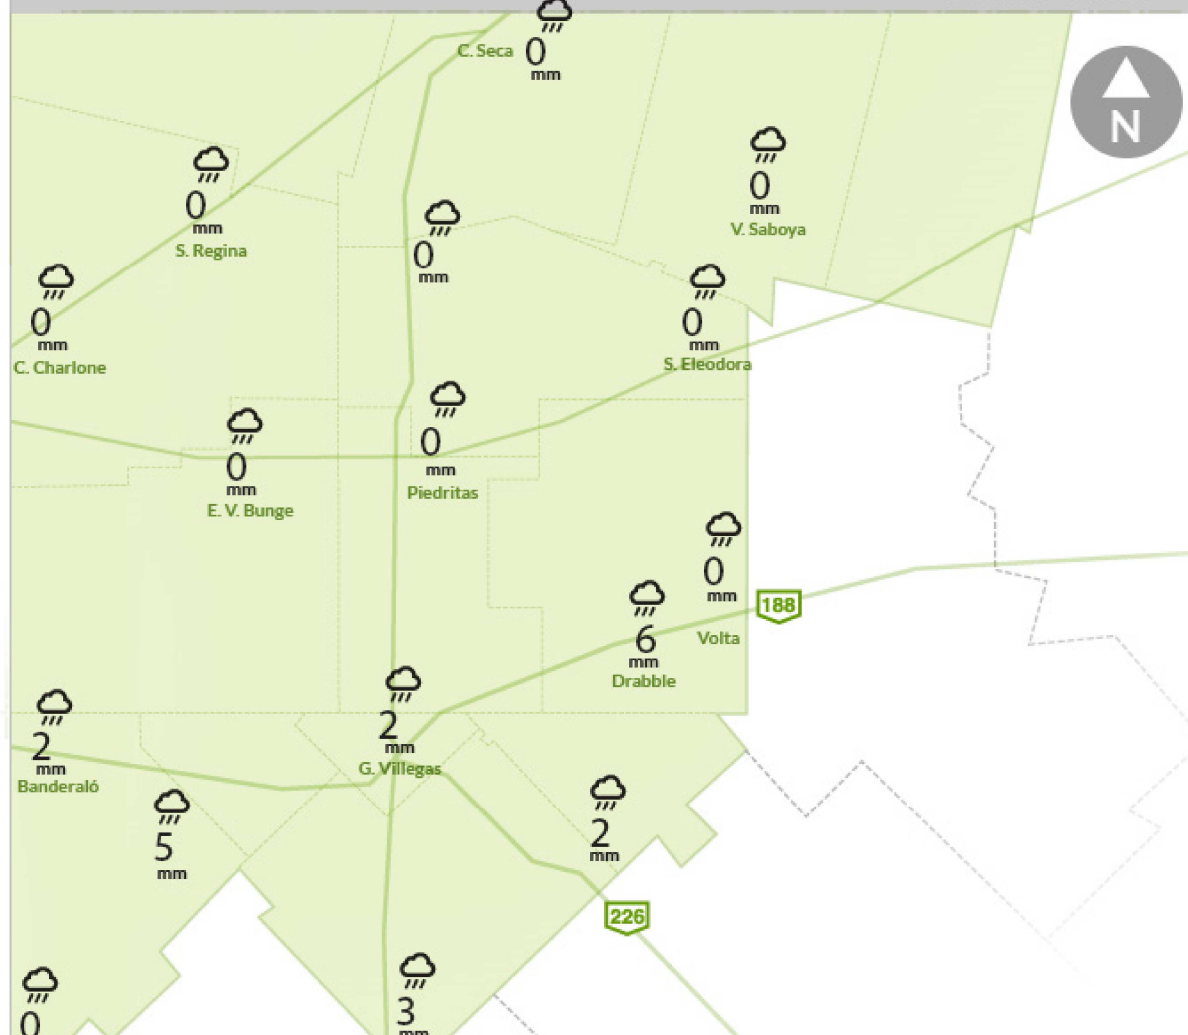 C. Seca
0
mm
N
0
mm
V. Saboya
0
mm
S. Regina
0
mm
0
mm
C. Charlone
0
mm
S. Eleodora
0
mm
Piedritas
0
mm
E. V. Bunge
0
mm
Volta
188
6
mm
Drabble
2
mm
G. Villegas
2
mm
Banderaló
5
mm
2
mm
226
3
mm
0